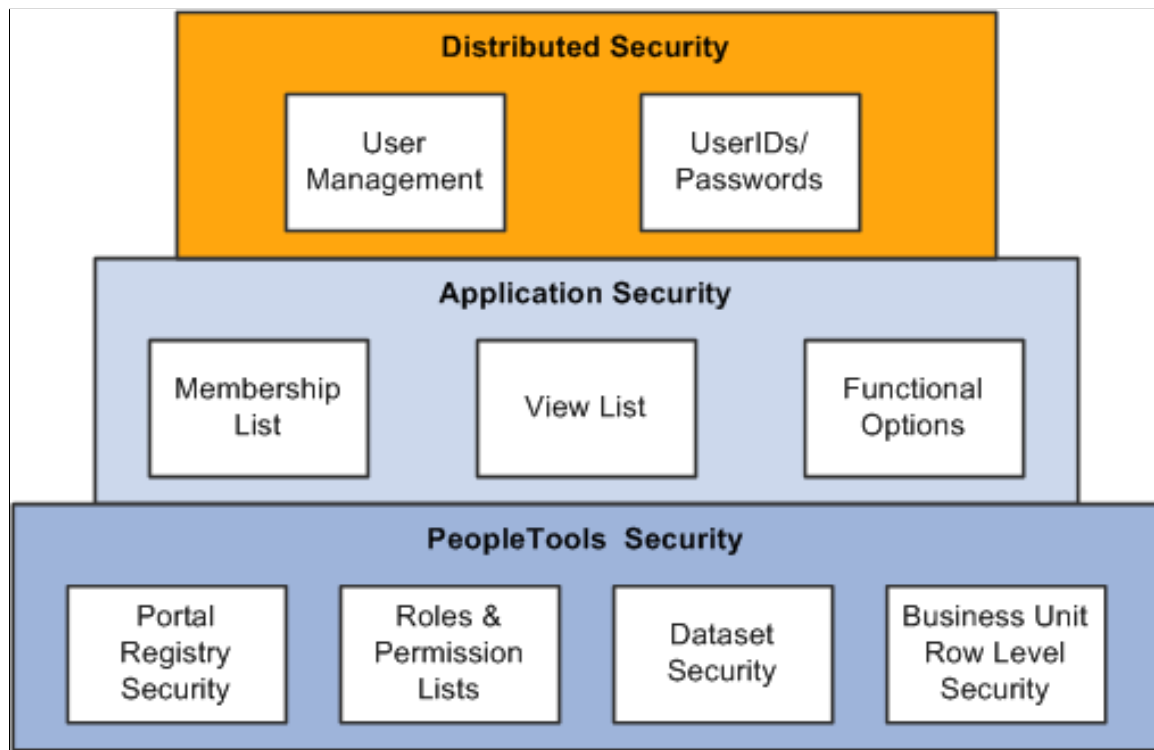 Distributed Security
User
Management
UserIDs/
Passwords
Application Security
Membership
List
View List
Functional
Options
PeopleTools  Security
Portal
Registry
Security
Roles &
Permission
Lists
Dataset
Security
Business Unit
Row Level
Security